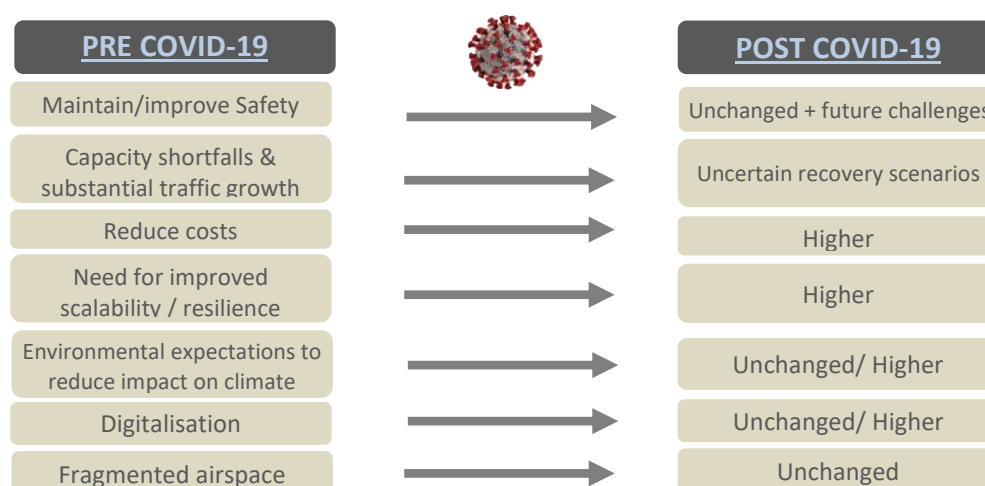 PRE COVID-19
POST COVID-19
Maintain/improve Safety
Unchanged + future challenges
Capacity shortfalls &
substantial traffic growth
Uncertain recovery scenarios
Reduce costs
Higher
Need for improved
scalability / resilience
Higher
Environmental expectations to
reduce impact on climate
Unchanged/ Higher
Digitalisation
Unchanged/ Higher
Fragmented airspace
Unchanged